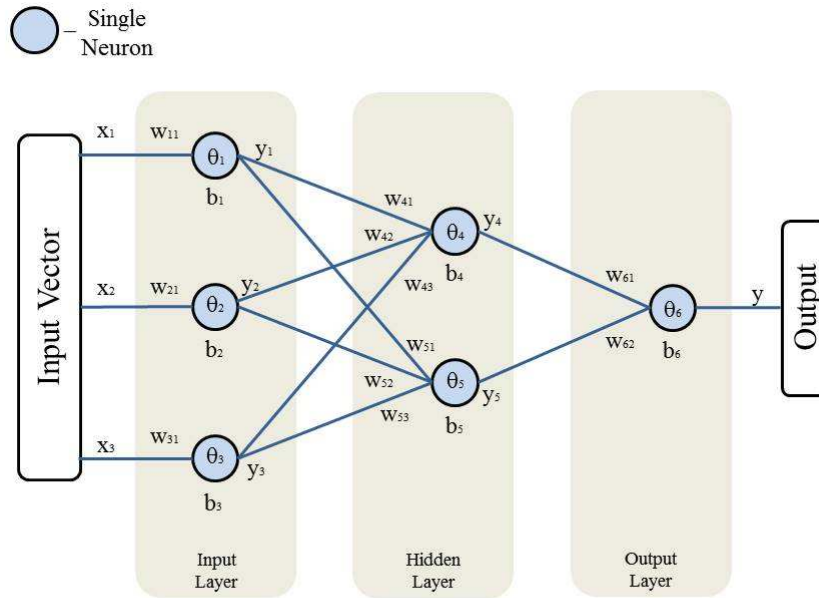 – Single
Neuron
Input Vector
x₁
w₁₁
θ₁
b₁
y₁
x₂
w₂₁
θ₂
b₂
y₂
x₃
w₃₁
θ₃
b₃
y₃
w₄₁
w₄₂
w₄₃
θ₄
b₄
y₄
w₅₁
w₅₂
w₅₃
θ₅
b₅
y₅
w₆₁
w₆₂
θ₆
b₆
y
Output
Input
Layer
Hidden
Layer
Output
Layer